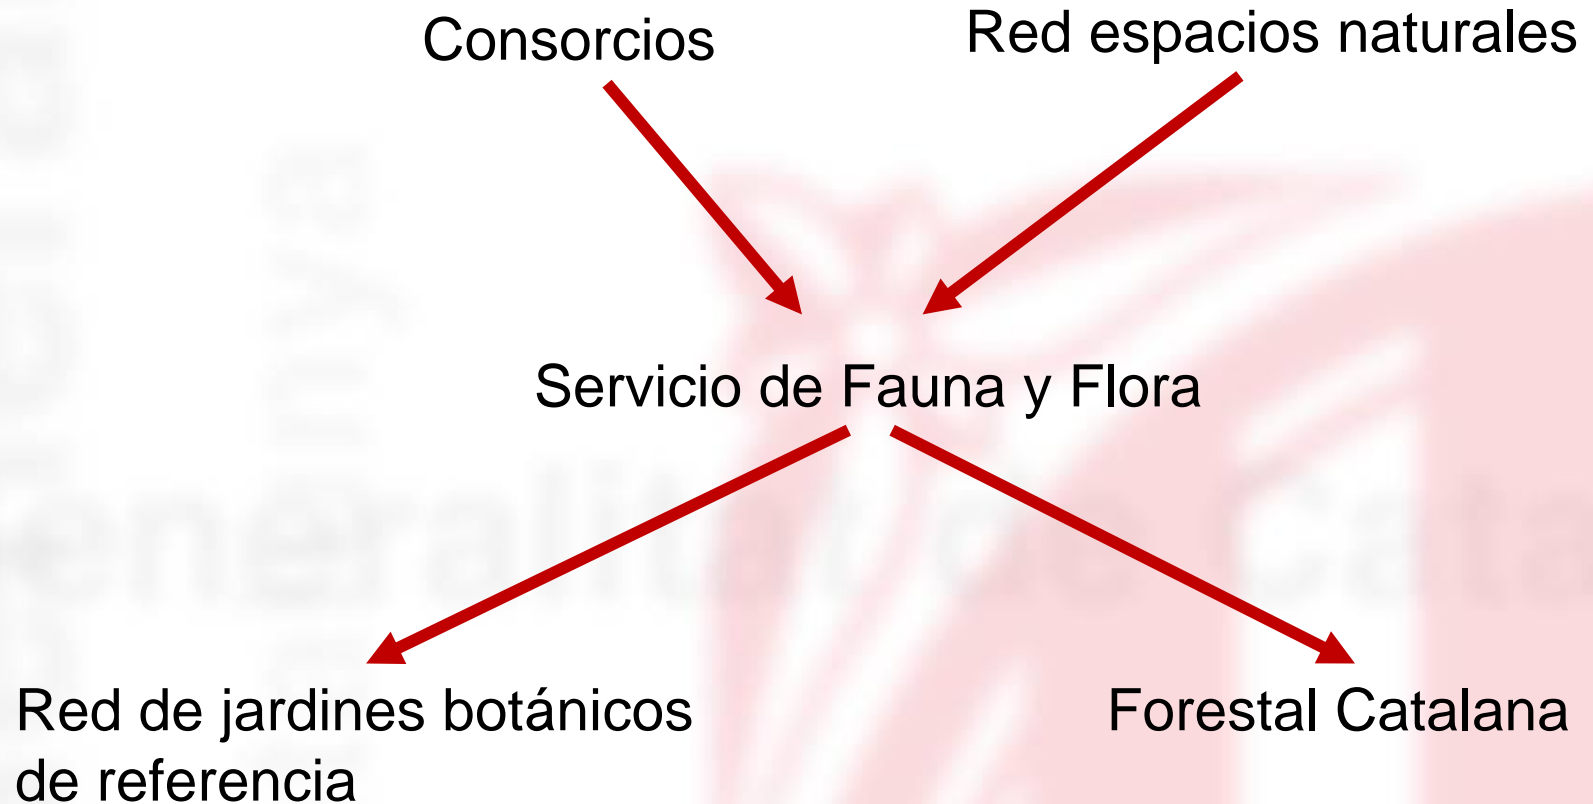 Consorcios
Red espacios naturales
Servicio de Fauna y Flora
Red de jardines botánicos
de referencia
Forestal Catalana